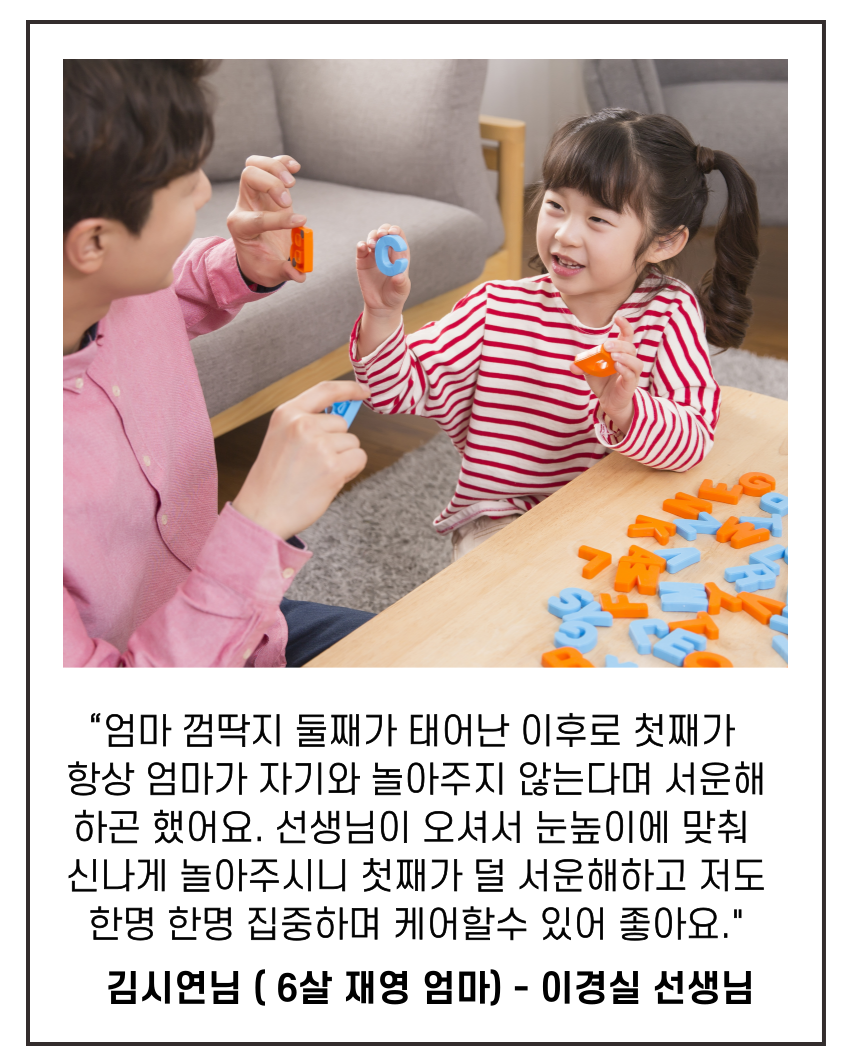 C
“엄마 껌딱지 둘째가 태어난 이후로 첫째가
항상 엄마가 자기와 놀아주지 않는다며 서운해
하곤 했어요. 선생님이 오셔서 눈높이에 맞춰
신나게 놀아주시니 첫째가 덜 서운해하고 저도
한명 한명 집중하며 케어할수 있어 좋아요."
김시연님 ( 6살 재영 엄마) - 이경실 선생님